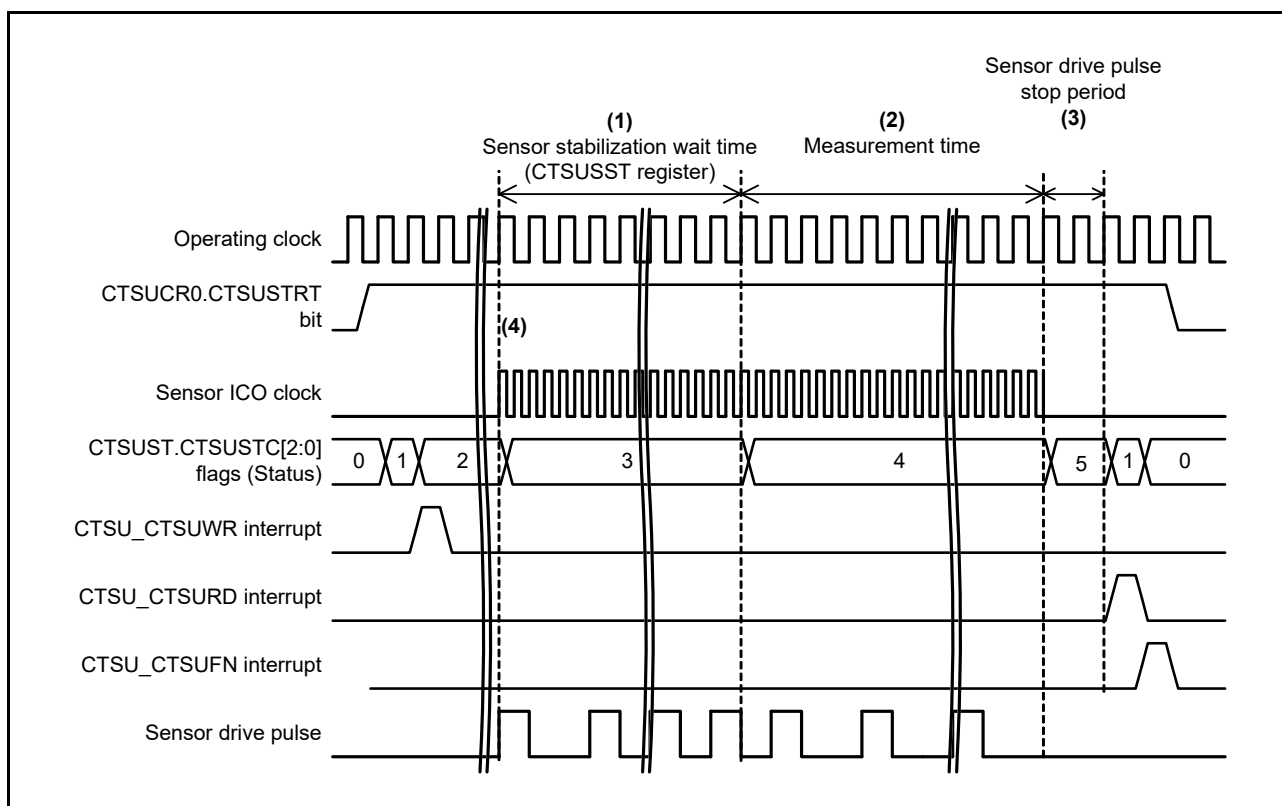 Sensor drive pulse
stop period
(3)
(1)
Sensor stabilization wait time
(CTSUSST register)
(2)
Measurement time
Operating clock
CTSUCR0.CTSUSTRT
bit
(4)
Sensor ICO clock
CTSUST.CTSUSTC[2:0]
flags (Status)
0 1 2 3 4 5 1 0
CTSU_CTSUWR interrupt
CTSU_CTSURD interrupt
CTSU_CTSUFN interrupt
Sensor drive pulse